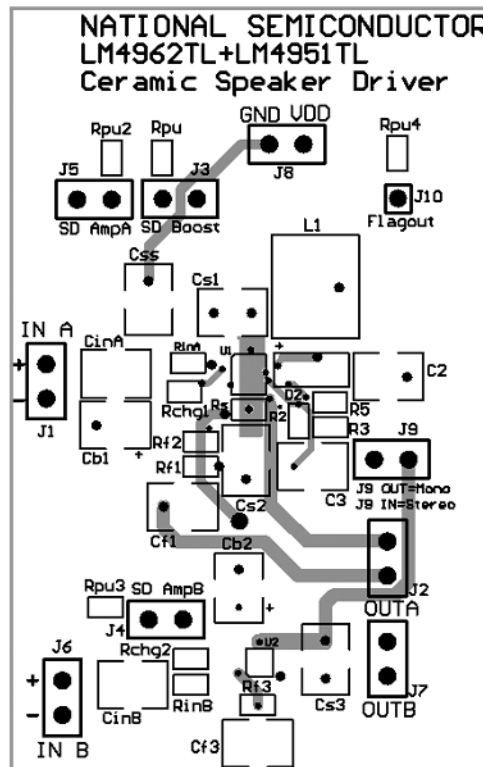 NATIONAL SEMICONDUCTOR
LM4962TL+LM4951TL
Ceramic Speaker Driver
GND VDD
Rpu2
Rpu
Rpu4
J5
J3
J8
J10
SD AmpA
SD Boost
Flagout
Css
Cs1
L1
IN A
CinA
RinA
U1
+
+
-
C2
D2
Rchg1
Rs
R2
R5
J1
Cb1
+
Rf2
R3
J9
Rf1
J9 OUT=Mono
J9 IN=Stereo
Cs2
C3
Cf1
Cb2
J2
Rpu3
SD AmpB
+
OUTA
J4
J6
Rchg2
U2
+
-
CinB
RinB
Rf3
Cs3
J7
OUTB
IN B
Cf3